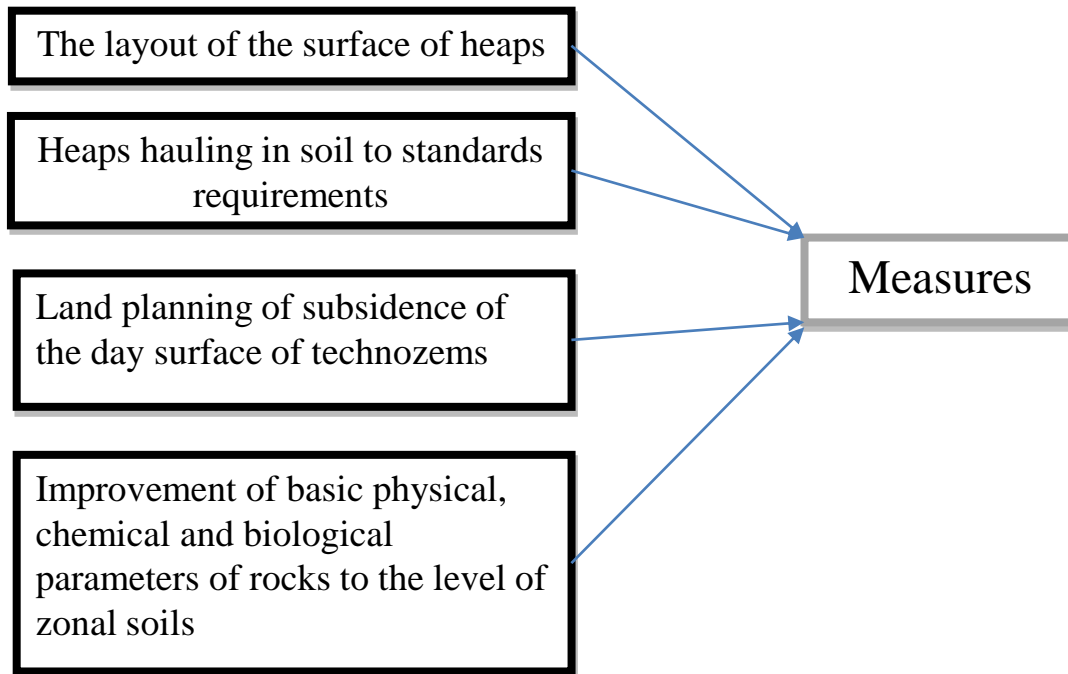 The layout of the surface of heaps
Heaps hauling in soil to standards
requirements
Measures
Land planning of subsidence of
the day surface of technozems
Improvement of basic physical,
chemical and biological
parameters of rocks to the level of
zonal soils